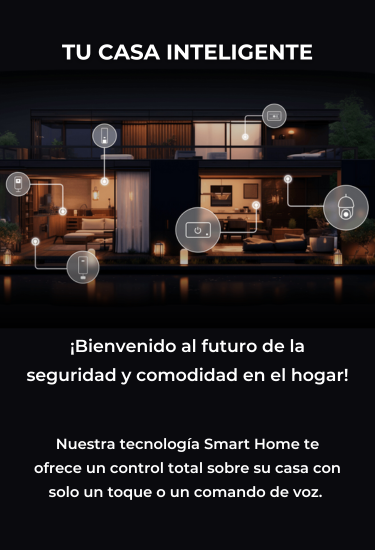 TU CASA INTELIGENTE
¡Bienvenido al futuro de la
seguridad y comodidad en el hogar!
Nuestra tecnología Smart Home te
ofrece un control total sobre su casa con
solo un toque o un comando de voz.